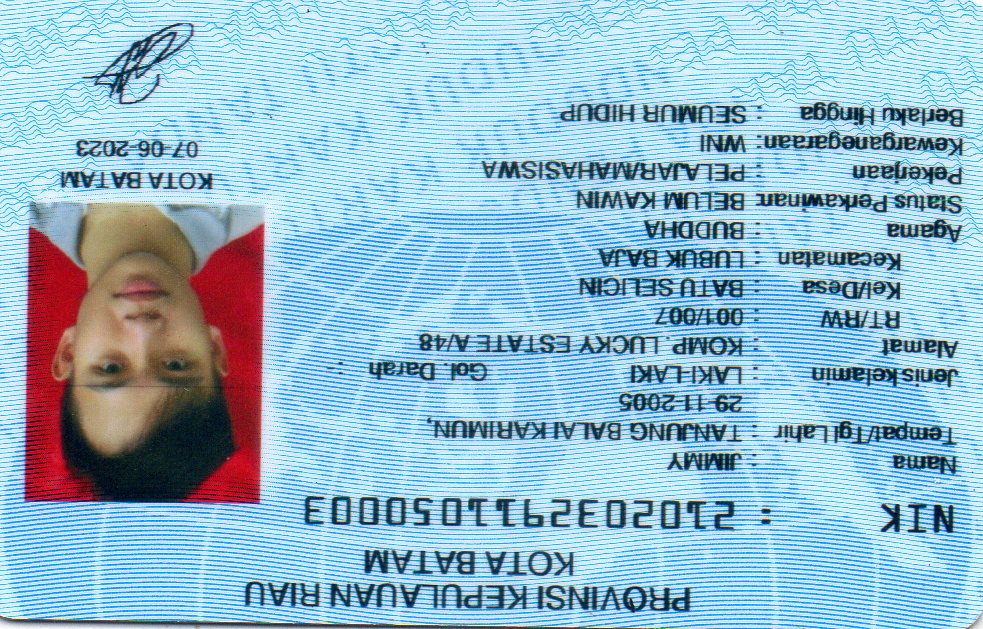 PROVINSI KEPULAUAN RIAU
KOTA BATAM
NIK : 2102032911050003
Nama : JIMMY
Tempat/Tgl Lahir : TANJUNG BALAI KARIMUN,
29-11-2005
Jenis kelamin : LAKI-LAKI Gol. Darah :-
Alamat : KOMP. LUCKY ESTATE A/48
RT/RW : 001/007
Kel/Desa : BATU SELICIN
Kecamatan : LUBUK BAJA
Agama : BUDDHA
Status Perkawinan: BELUM KAWIN
Pekerjaan : PELAJAR/MAHASISWA
Kewarganegaraan: WNI
Berlaku Hingga : SEUMUR HIDUP
KOTA BATAM
07-06-2023